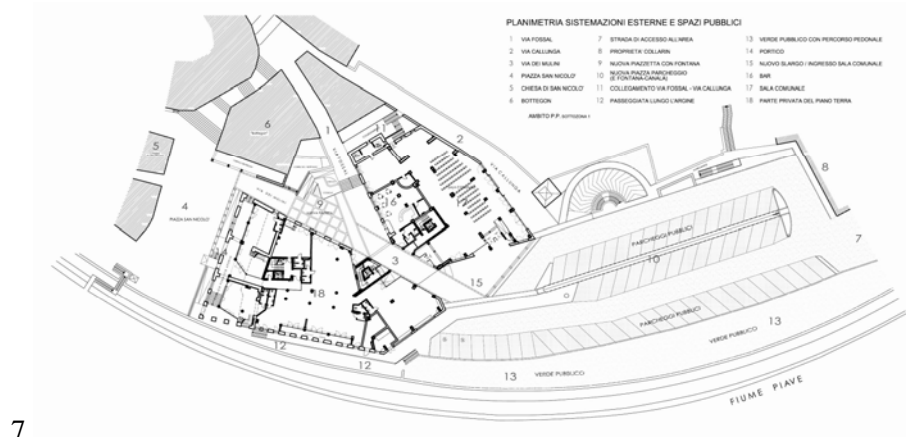 PLANIMETRIA SISTEMAZIONI ESTERNE E SPAZI PUBBLICI
1 VIA FOSSAL
2 VIA CALLUNGA
3 VIA DEI MULINI
4 PIAZZA SAN NICOLO'
5 CHIESA DI SAN NICOLO'
6 BOTTEGON
7 STRADA DI ACCESSO ALL'AREA
8 PROPRIETA' COLLARIN
9 NUOVA PIAZZETTA CON FONTANA
10 NUOVA PIAZZA PARCHEGGIO
(E FONTANA-CANALA)
11 COLLEGAMENTO VIA FOSSAL - VIA CALLUNGA
12 PASSEGGIATA LUNGO L'ARGINE
AMBITO P.P. SOTTOZONA 1
13 VERDE PUBBLICO CON PERCORSO PEDONALE
14 PORTICO
15 NUOVO SLARGO / INGRESSO SALA COMUNALE
16 BAR
17 SALA COMUNALE
18 PARTE PRIVATA DEL PIANO TERRA
6
1
11
2
VIA CALLUNGA
5
4
PIAZZA SAN NICOLO'
9
3
15
18
8
7
PARCHEGGI PUBBLICI
10
PARCHEGGI PUBBLICI
13
VERDE PUBBLICO
12
12
13
VERDE PUBBLICO
FIUME PIAVE
7